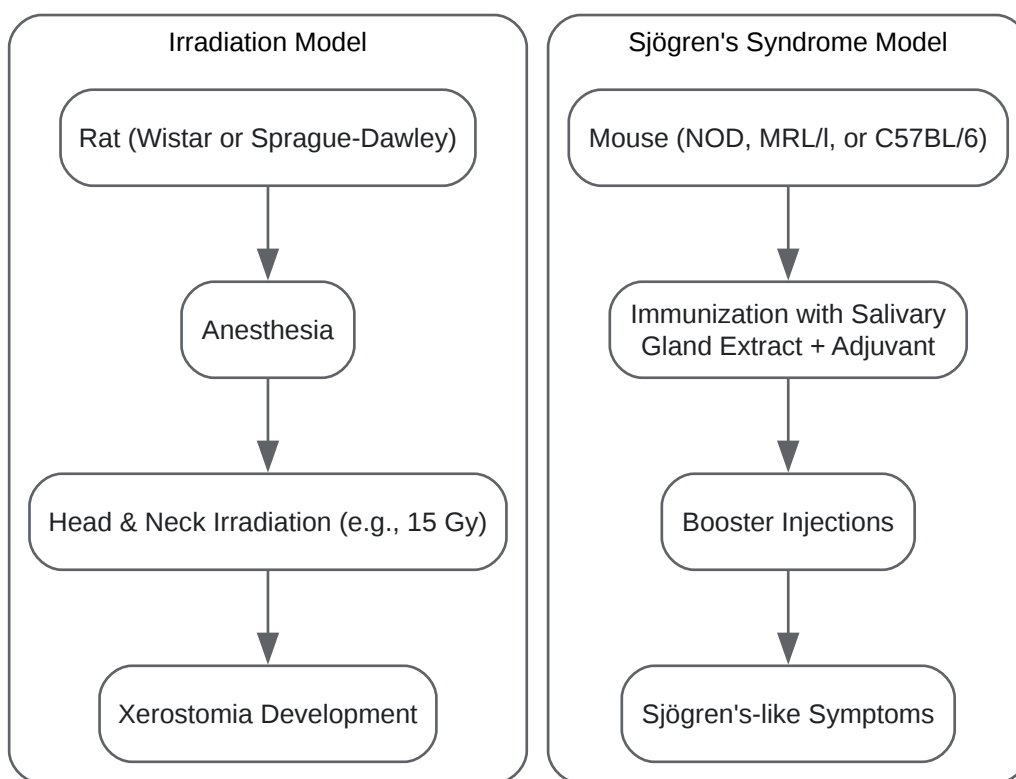 Irradiation Model
Rat (Wistar or Sprague-Dawley)
Anesthesia
Head & Neck Irradiation (e.g., 15 Gy)
Xerostomia Development
Sjögren's Syndrome Model
Mouse (NOD, MRL/l, or C57BL/6)
Immunization with Salivary
Gland Extract + Adjuvant
Booster Injections
Sjögren's-like Symptoms